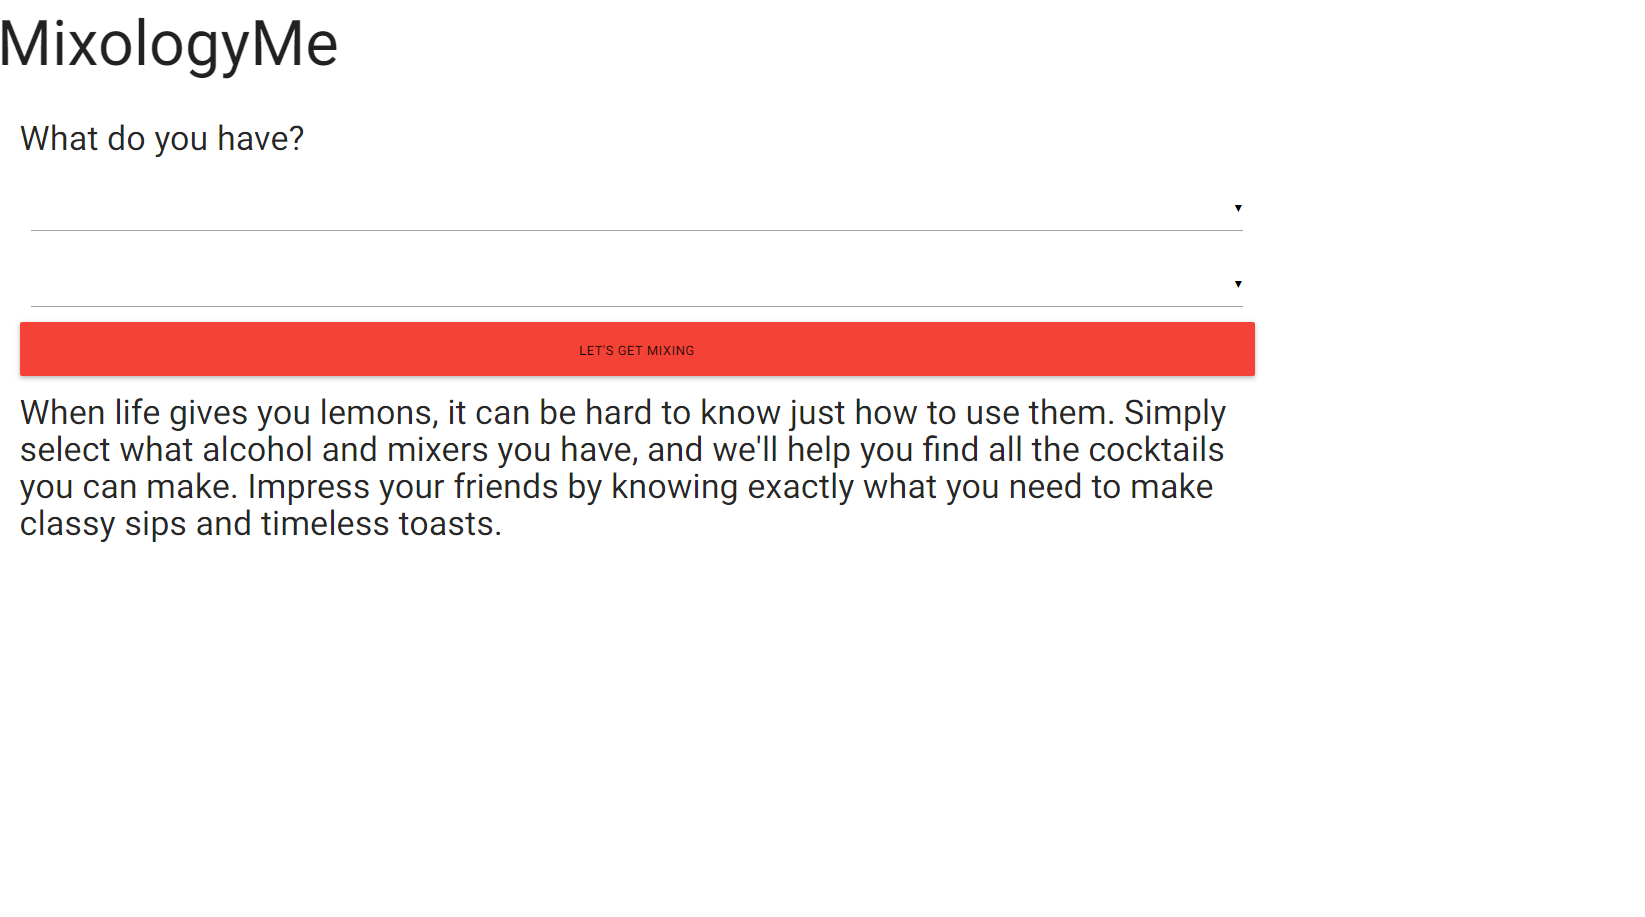 MixologyMe
What do you have?
▼
▼
LET'S GET MIXING
When life gives you lemons, it can be hard to know just how to use them. Simply
select what alcohol and mixers you have, and we'll help you find all the cocktails
you can make. Impress your friends by knowing exactly what you need to make
classy sips and timeless toasts.